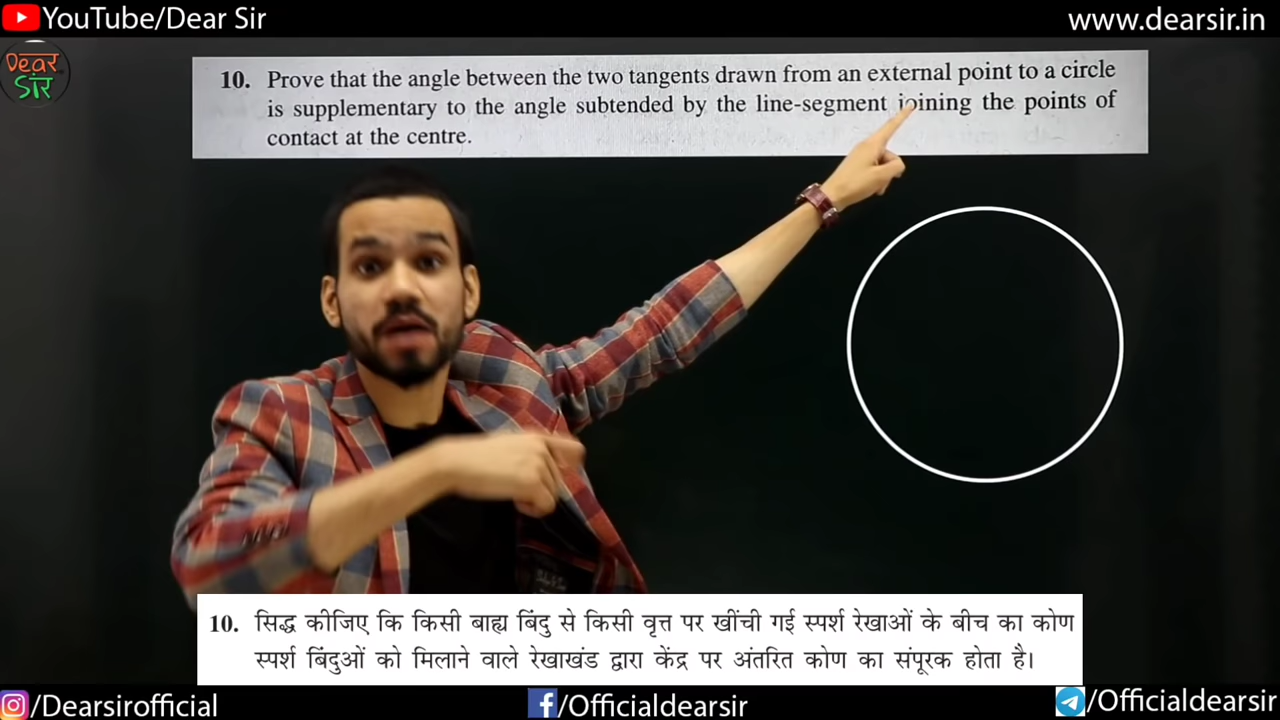 YouTube/Dear Sir
www.dearsir.in
Dear
सर
10. Prove that the angle between the two tangents drawn from an external point to a circle
is supplementary to the angle subtended by the line-segment joining the points of
contact at the centre.
10. सिद्ध कीजिए कि किसी बाह्य बिंदु से किसी वृत्त पर खींची गई स्पर्श रेखाओं के बीच का कोण
स्पर्श बिंदुओं को मिलाने वाले रेखाखंड द्वारा केंद्र पर अंतरित कोण का संपूरक होता है।
/Dearsirofficial
/Officialdearsir
/Officialdearsir